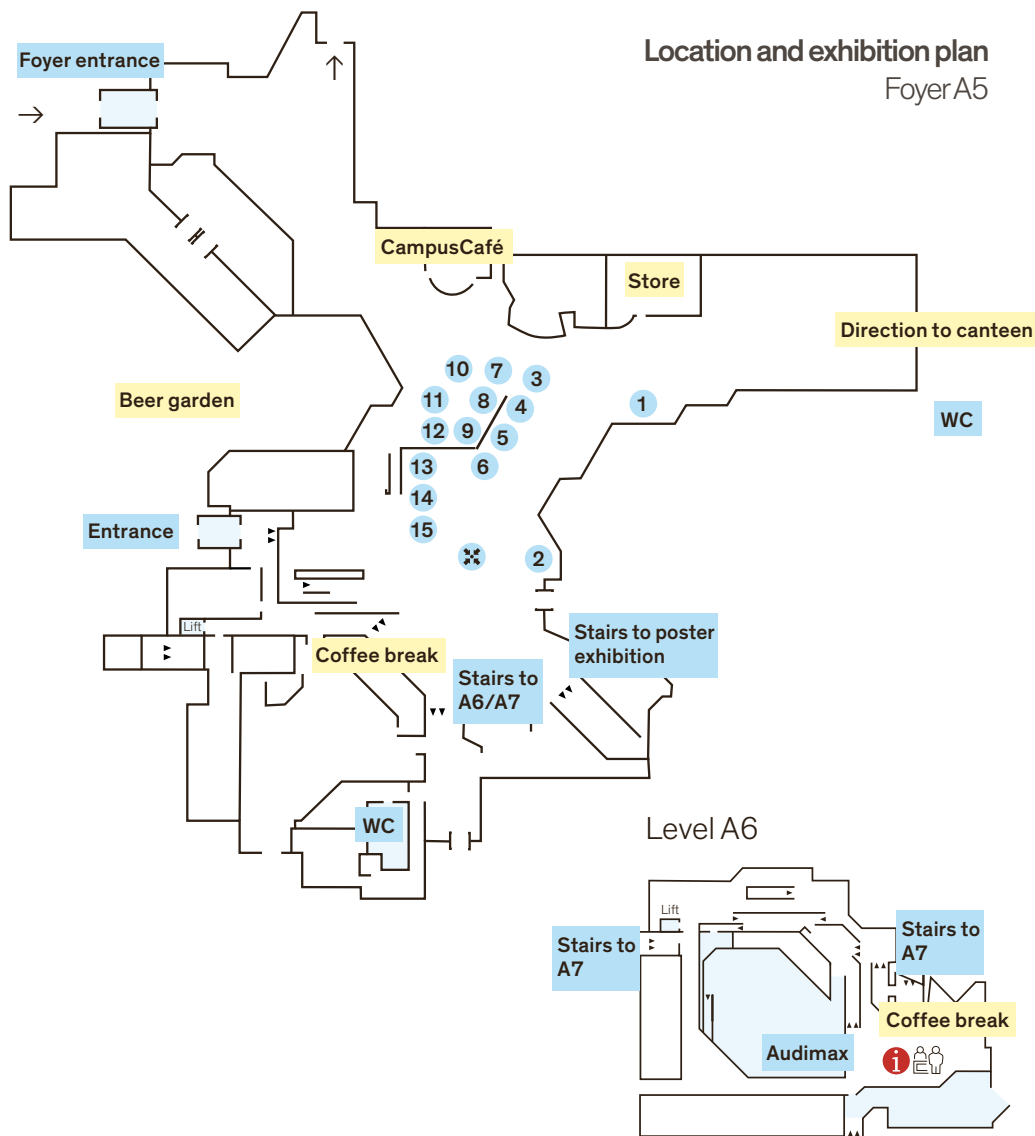 Location and exhibition plan
Foyer A5
Foyer entrance
CampusCafé
Store
Direction to canteen
Beer garden
10
7
3
11
8
4
1
12
9
5
WC
13
6
14
15
Entrance
2
Lift
Stairs to poster
exhibition
Coffee break
Stairs to
A6/A7
WC
Level A6
Lift
Stairs to
A7
Stairs to
A7
Coffee break
Audimax
i